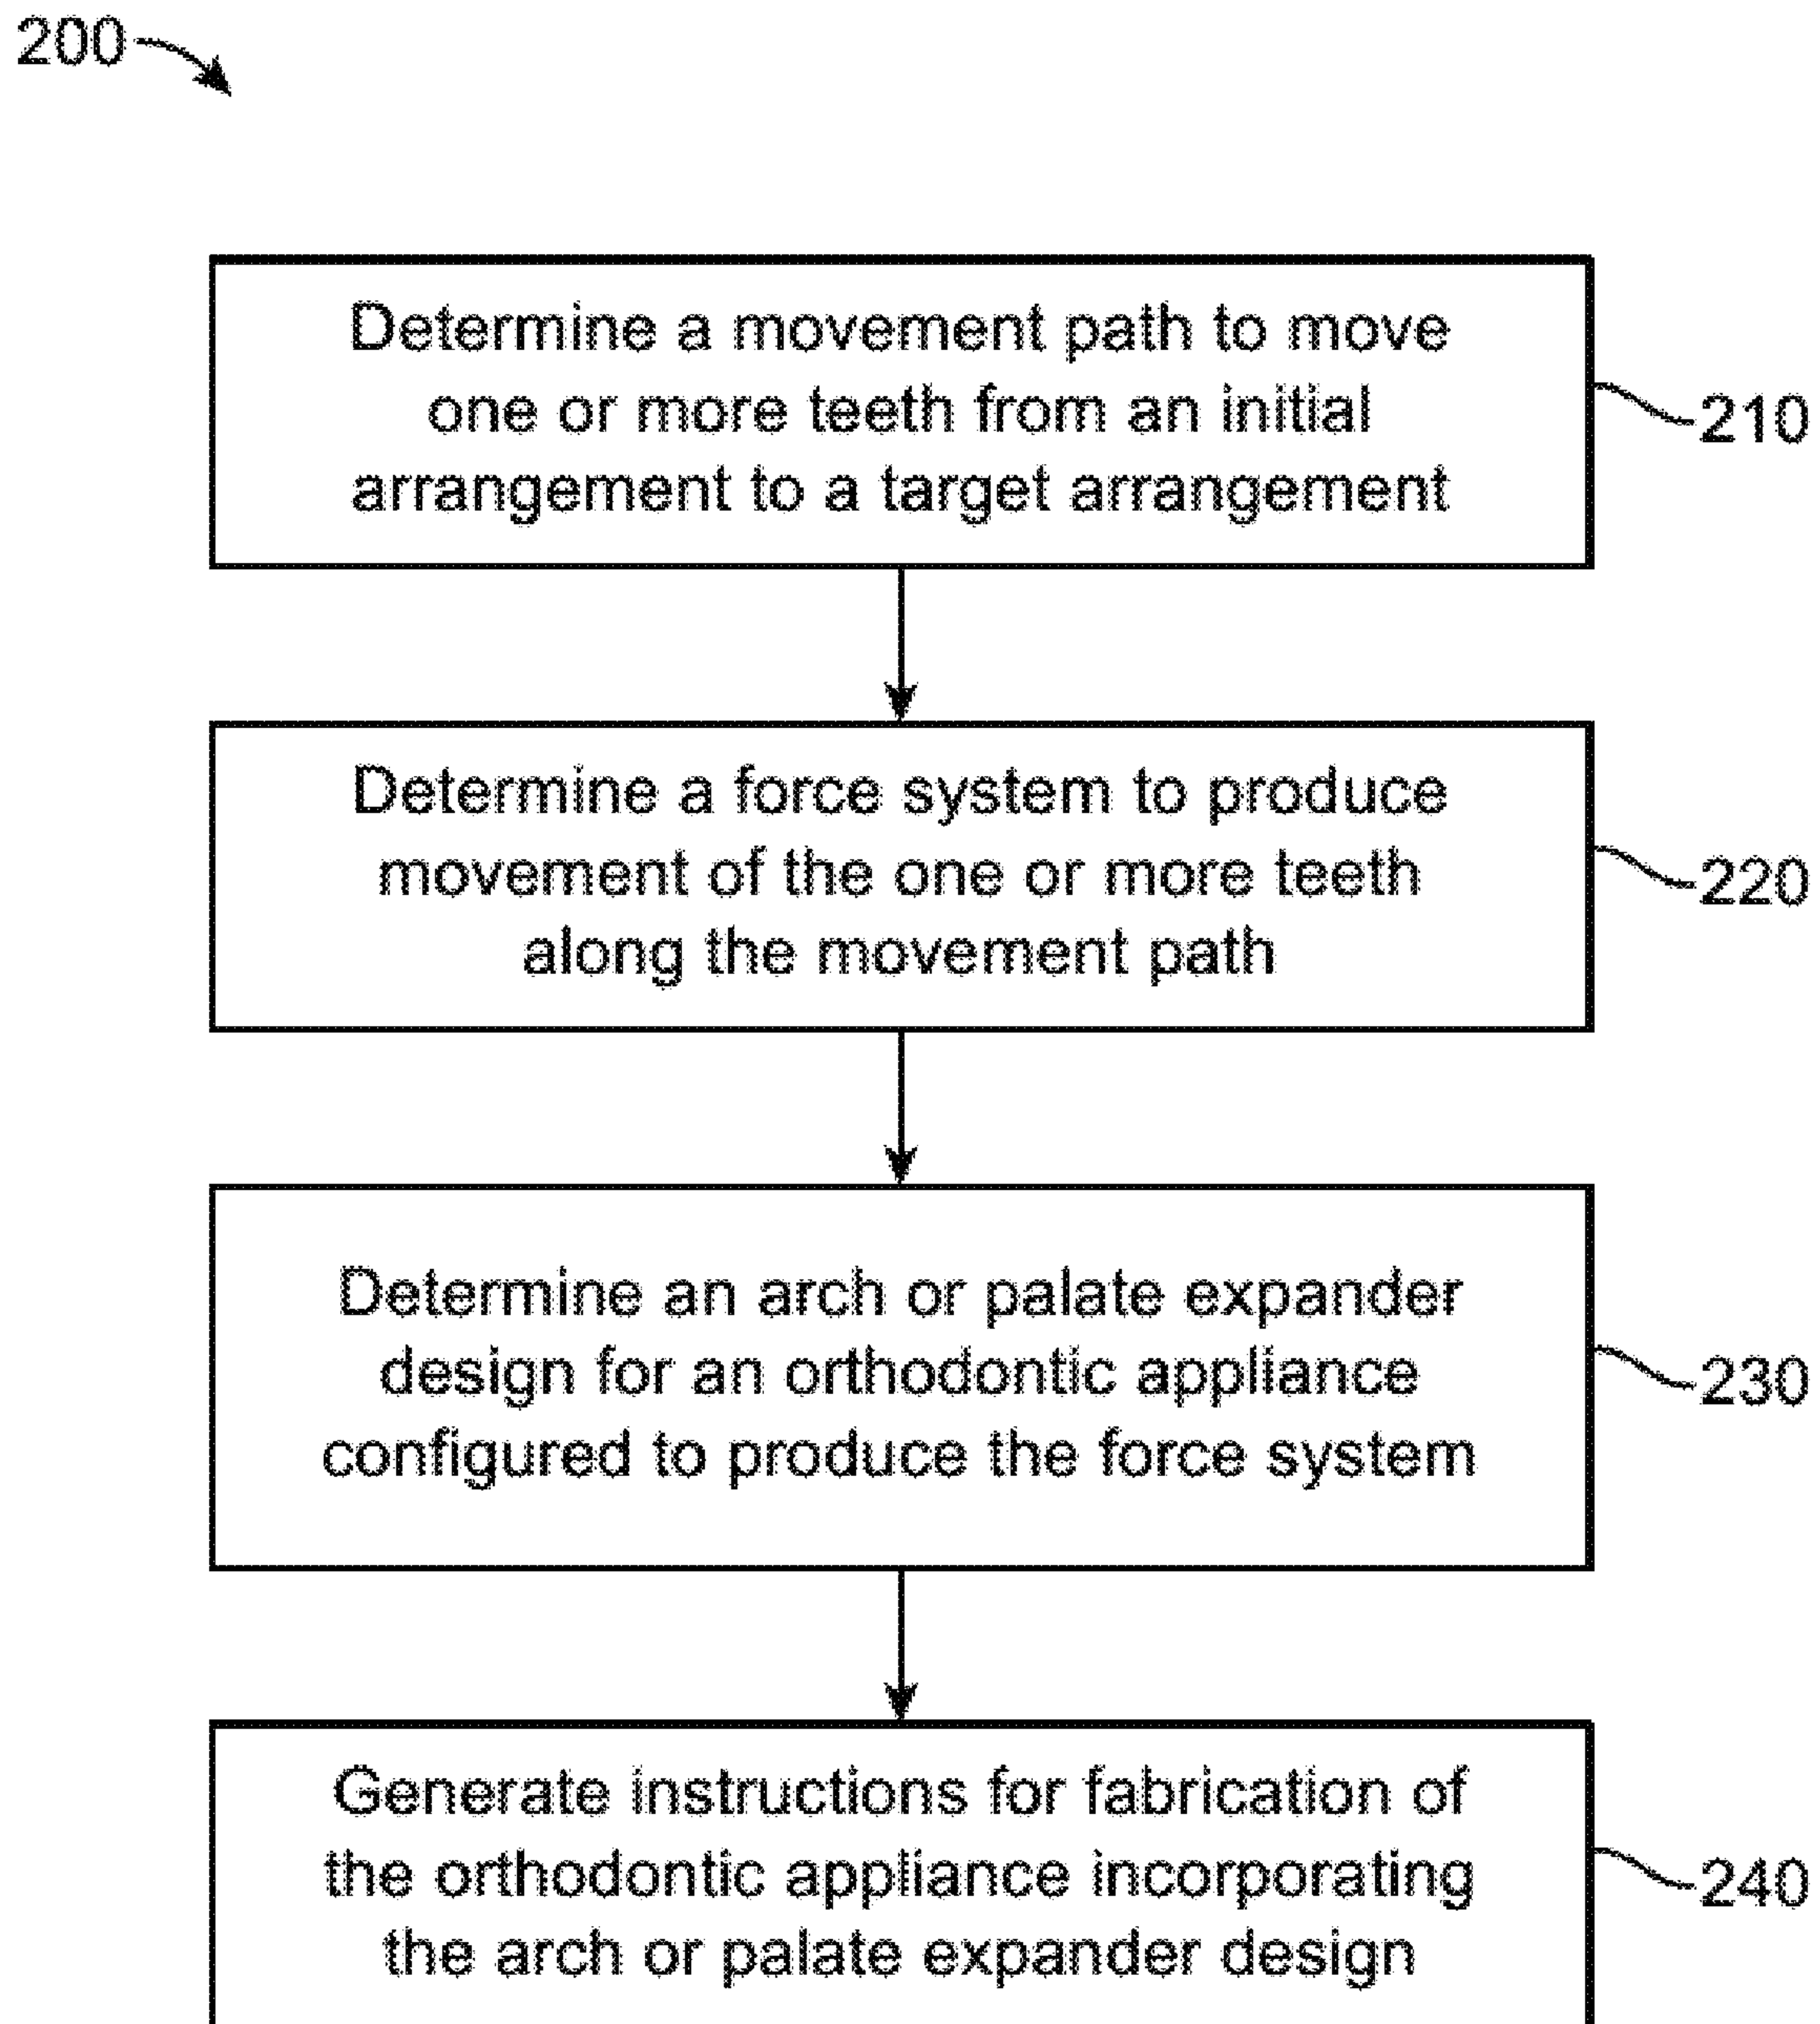 200
Determine a movement path to move
one or more teeth from an initial
arrangement to a target arrangement
210
Determine a force system to produce
movement of the one or more teeth
along the movement path
220
Determine an arch or palate expander
design for an orthodontic appliance
configured to produce the force system
230
Generate instructions for fabrication of
the orthodontic appliance incorporating
the arch or palate expander design
240